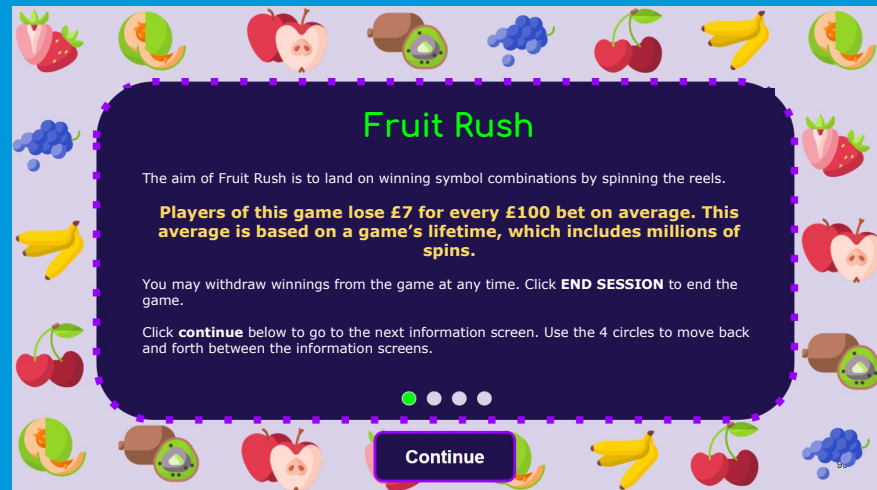 Fruit Rush
The aim of Fruit Rush is to land on winning symbol combinations by spinning the reels.
Players of this game lose £7 for every £100 bet on average. This
average is based on a game’s lifetime, which includes millions of
spins.
You may withdraw winnings from the game at any time. Click END SESSION to end the
game.
Click continue below to go to the next information screen. Use the 4 circles to move back
and forth between the information screens.
Continue